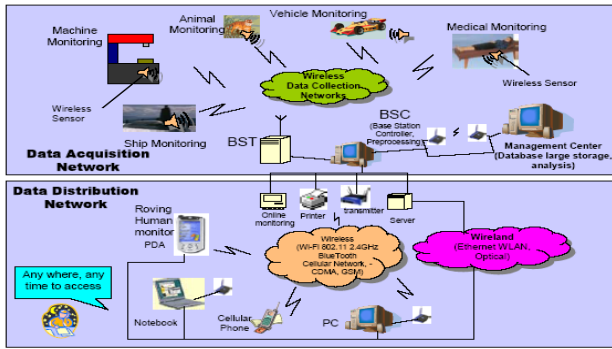 Machine
Monitoring
Animal
Monitoring
Vehicle Monitoring
Medical Monitoring
Wireless
Data Collection
Networks
Wireless
Sensor
Wireless Sensor
Ship Monitoring
BST
BSC
(Base Station
Controller,
Preprocessing)
Management Center
(Database large storage,
analysis)
Data Acquisition
Network
Data Distribution
Network
Online
monitoring
Printer
transmitter
Server
Roving
Human
monitor
PDA
Wireless
(Wi-Fi 802.11 2.4GHz
BlueTooth
Cellular Network, -
CDMA, GSM)
Wireland
(Ethernet WLAN,
Optical)
Any where, any
time to access
Notebook
Cellular
Phone
PC